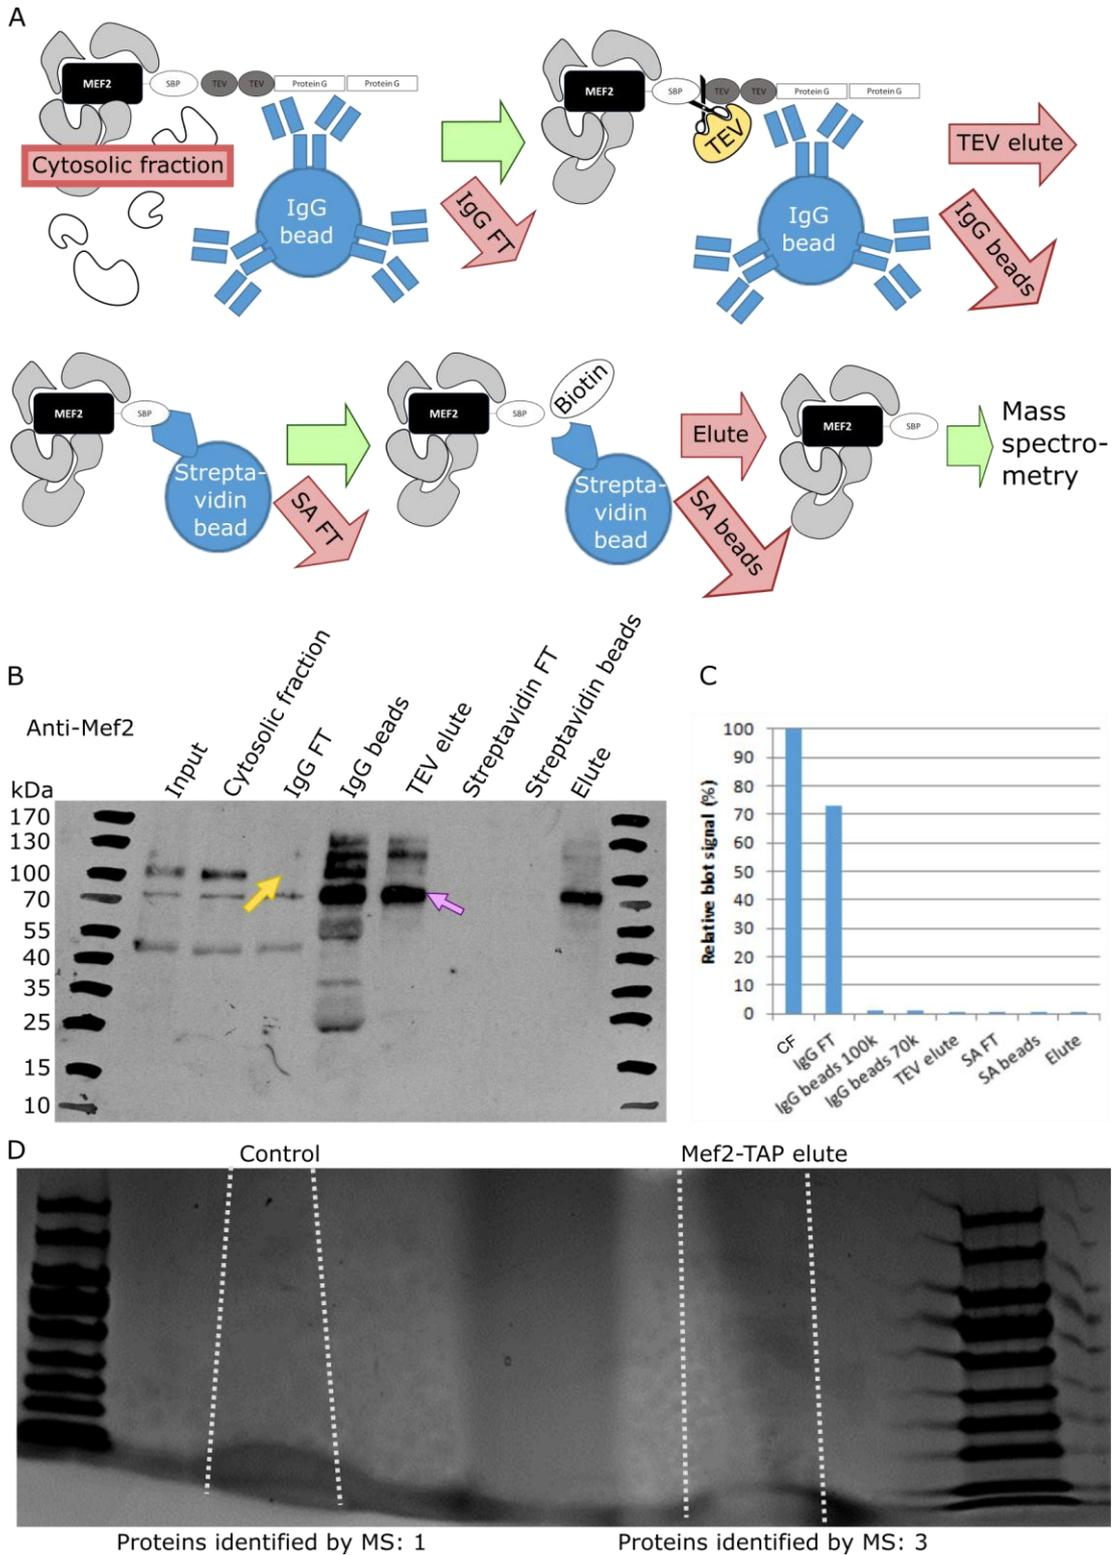 A
MEF2
SBP
TEV
TEV
Protein G
Protein G
Cytosolic fraction
IgG
bead
IgG FT
MEF2
SBP
TEV
TEV
Protein G
Protein G
TEV
IgG
bead
TEV elute
IgG beads
MEF2
SBP
Strepta-
vidin
bead
SA FT
MEF2
SBP
Biotin
Strepta-
vidin
bead
Elute
SA beads
MEF2
SBP
Mass
spectro-
metry
B
Anti-Mef2
kDa
Input
Cytosolic fraction
IgG FT
IgG beads
TEV elute
Streptavidin FT
Streptavidin beads
Elute
170
130
100
70
55
40
35
25
15
10
C
Relative blot signal (%)
100
90
80
70
60
50
40
30
20
10
0
CF
IgG FT
IgG beads 100k
IgG beads 70k
TEV elute
SA FT
SA beads
Elute
D
Control
Mef2-TAP elute
Proteins identified by MS: 1
Proteins identified by MS: 3